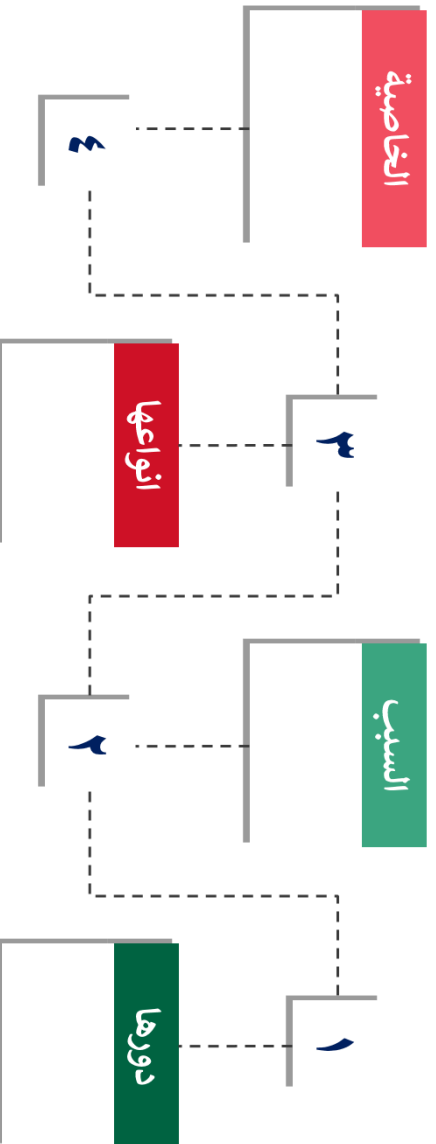 ١
دورها
٢
السبب
٣
انواعها
٤
الخاصية